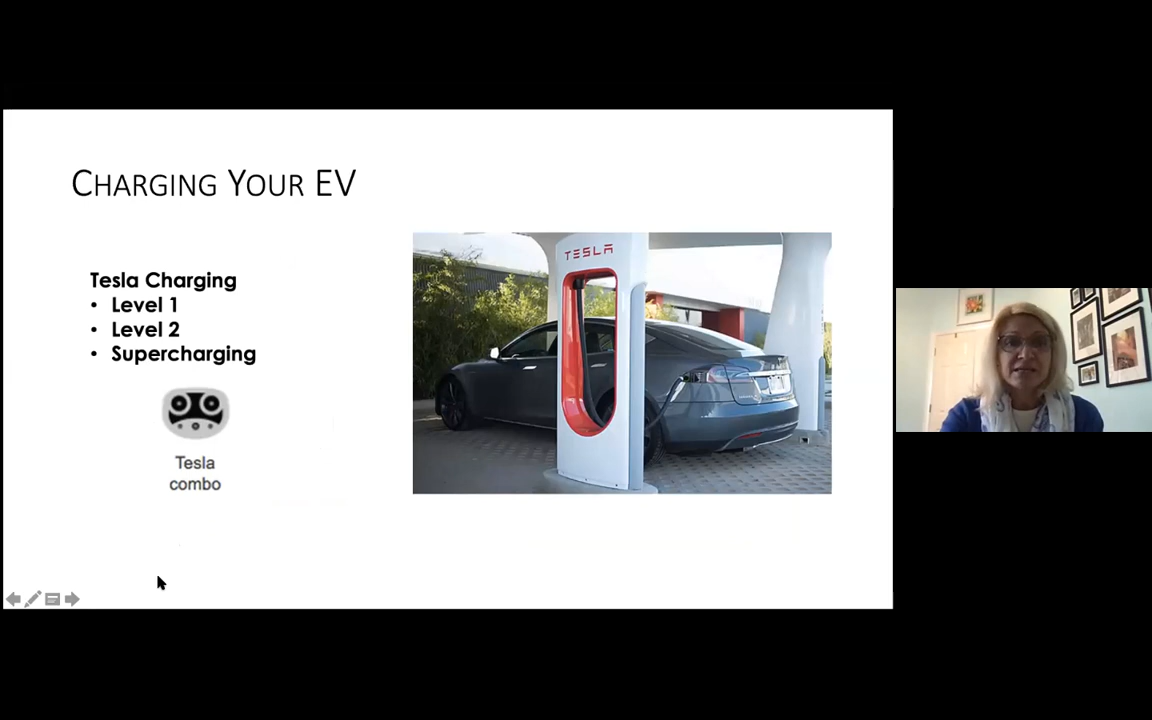 CHARGING YOUR EV
Tesla Charging
• Level 1
• Level 2
• Supercharging
Tesla
combo
TESLA